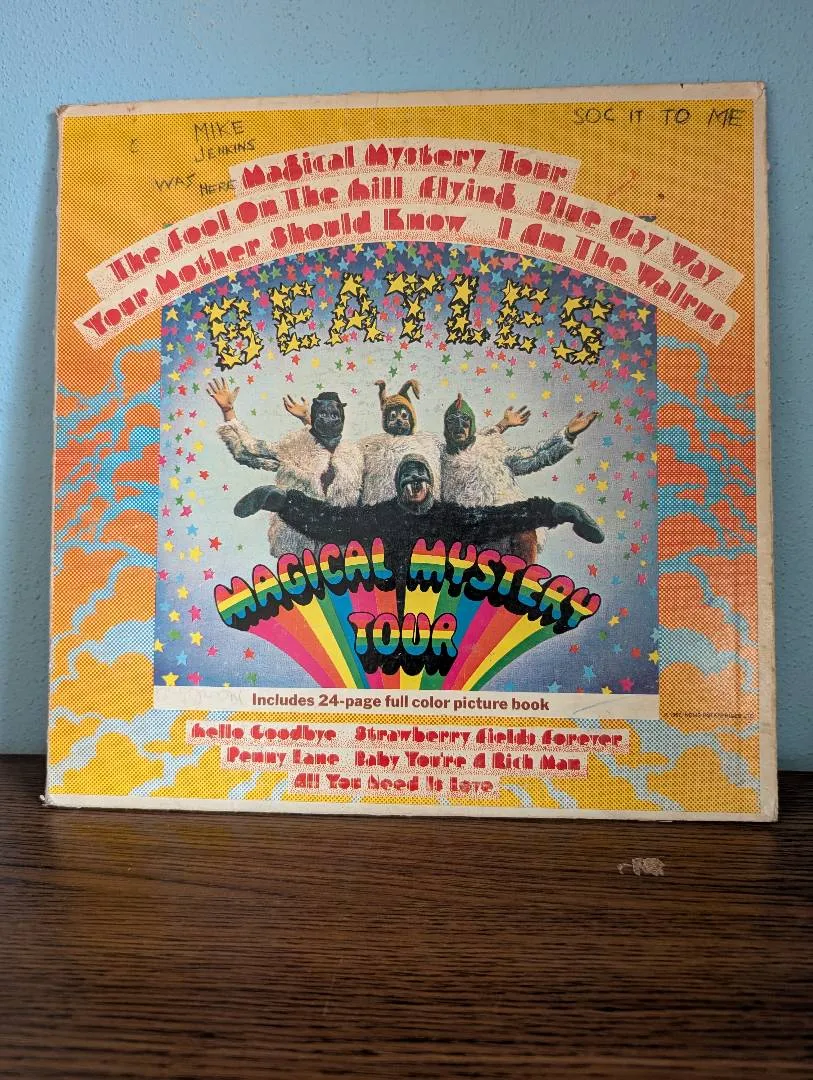 MIKE
JENKINS
WAS HERE
SOC IT TO ME
Magical Mystery Tour
The Fool On The Hill Flying Blue Jay Way
Your Mother Should Know I Am The Walrus
BEATLES
MAGICAL MYSTERY
TOUR
Includes 24-page full color picture book
Hello Goodbye Strawberry Fields Forever
Penny Lane Baby You're A Rich Man
All You Need Is Love